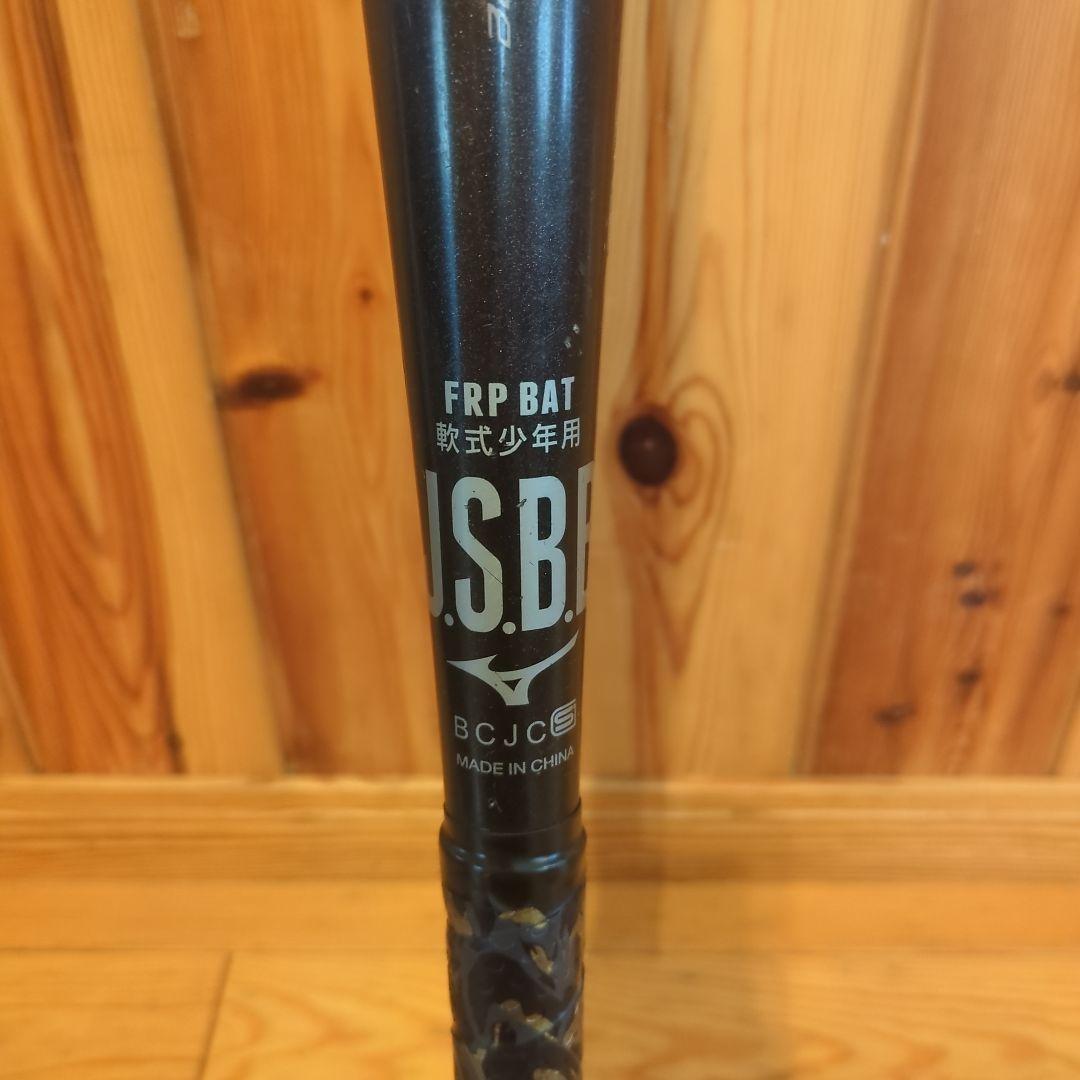 FRP BAT
軟式少年用
J.S.B.B
BCJC S
MADE IN CHINA